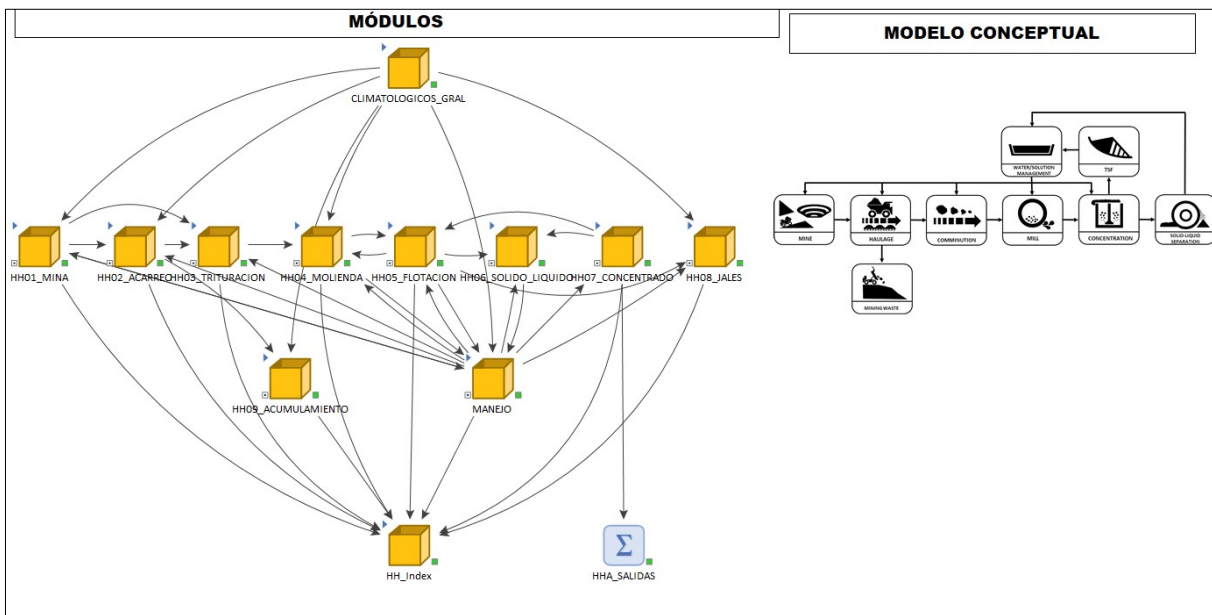 MÓDULOS
MODELO CONCEPTUAL
CLIMATOLOGICOS_GRAL
WATER/SOLUTION
MANAGEMENT
TSF
MINE
HAULAGE
COMMINUTION
MILL
CONCENTRATION
SOLID-LIQUID
SEPARATION
HH01_MINA
HH02_ACARREO
HH03_TRITURACION
HH04_MOLIENDA
HH05_FLOTACION
HH06_SOLIDO_LIQUIDO
HH07_CONCENTRADO
HH08_JALES
MINING WASTE
HH09_ACUMULAMIENTO
MANEJO
HH_Index
Σ
HHA_SALIDAS